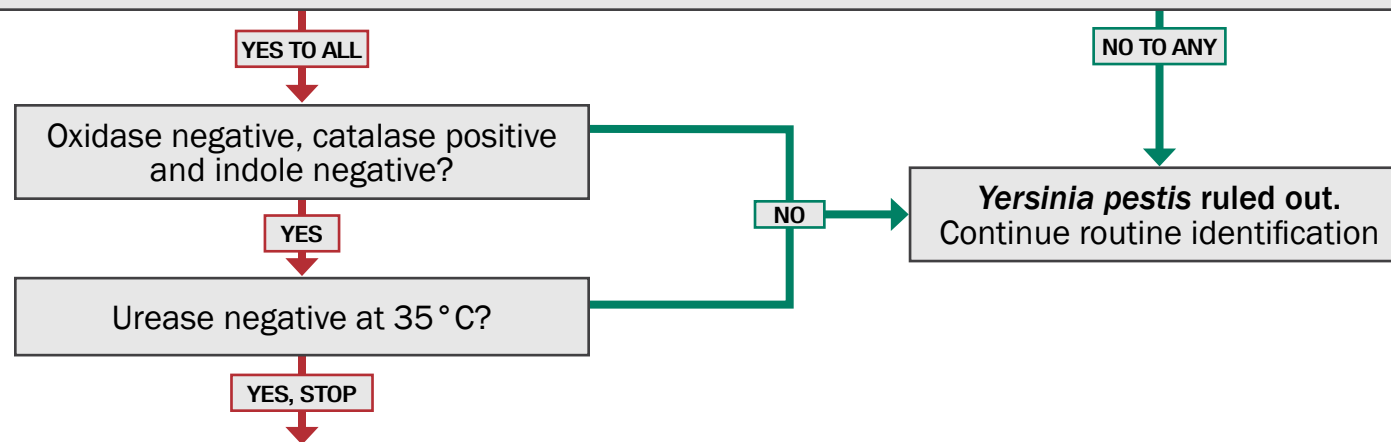 YES TO ALL
NO TO ANY
Oxidase negative, catalase positive
and indole negative?
Yersinia pestis ruled out.
Continue routine identification
NO
YES
Urease negative at 35°C?
YES, STOP